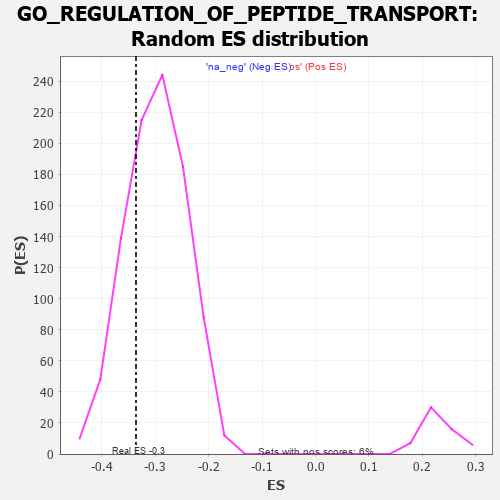 GO_REGULATION_OF_PEPTIDE_TRANSPORT:
Random ES distribution
'na_neg' (Neg ES)os' (Pos ES)
P(ES)
240
220
200
180
160
140
120
100
80
60
40
20
0
Real ES -0.3
Sets with pos scores: 6%
-0.4 -0.3 -0.2 -0.1 0.0 0.1 0.2 0.3
ES